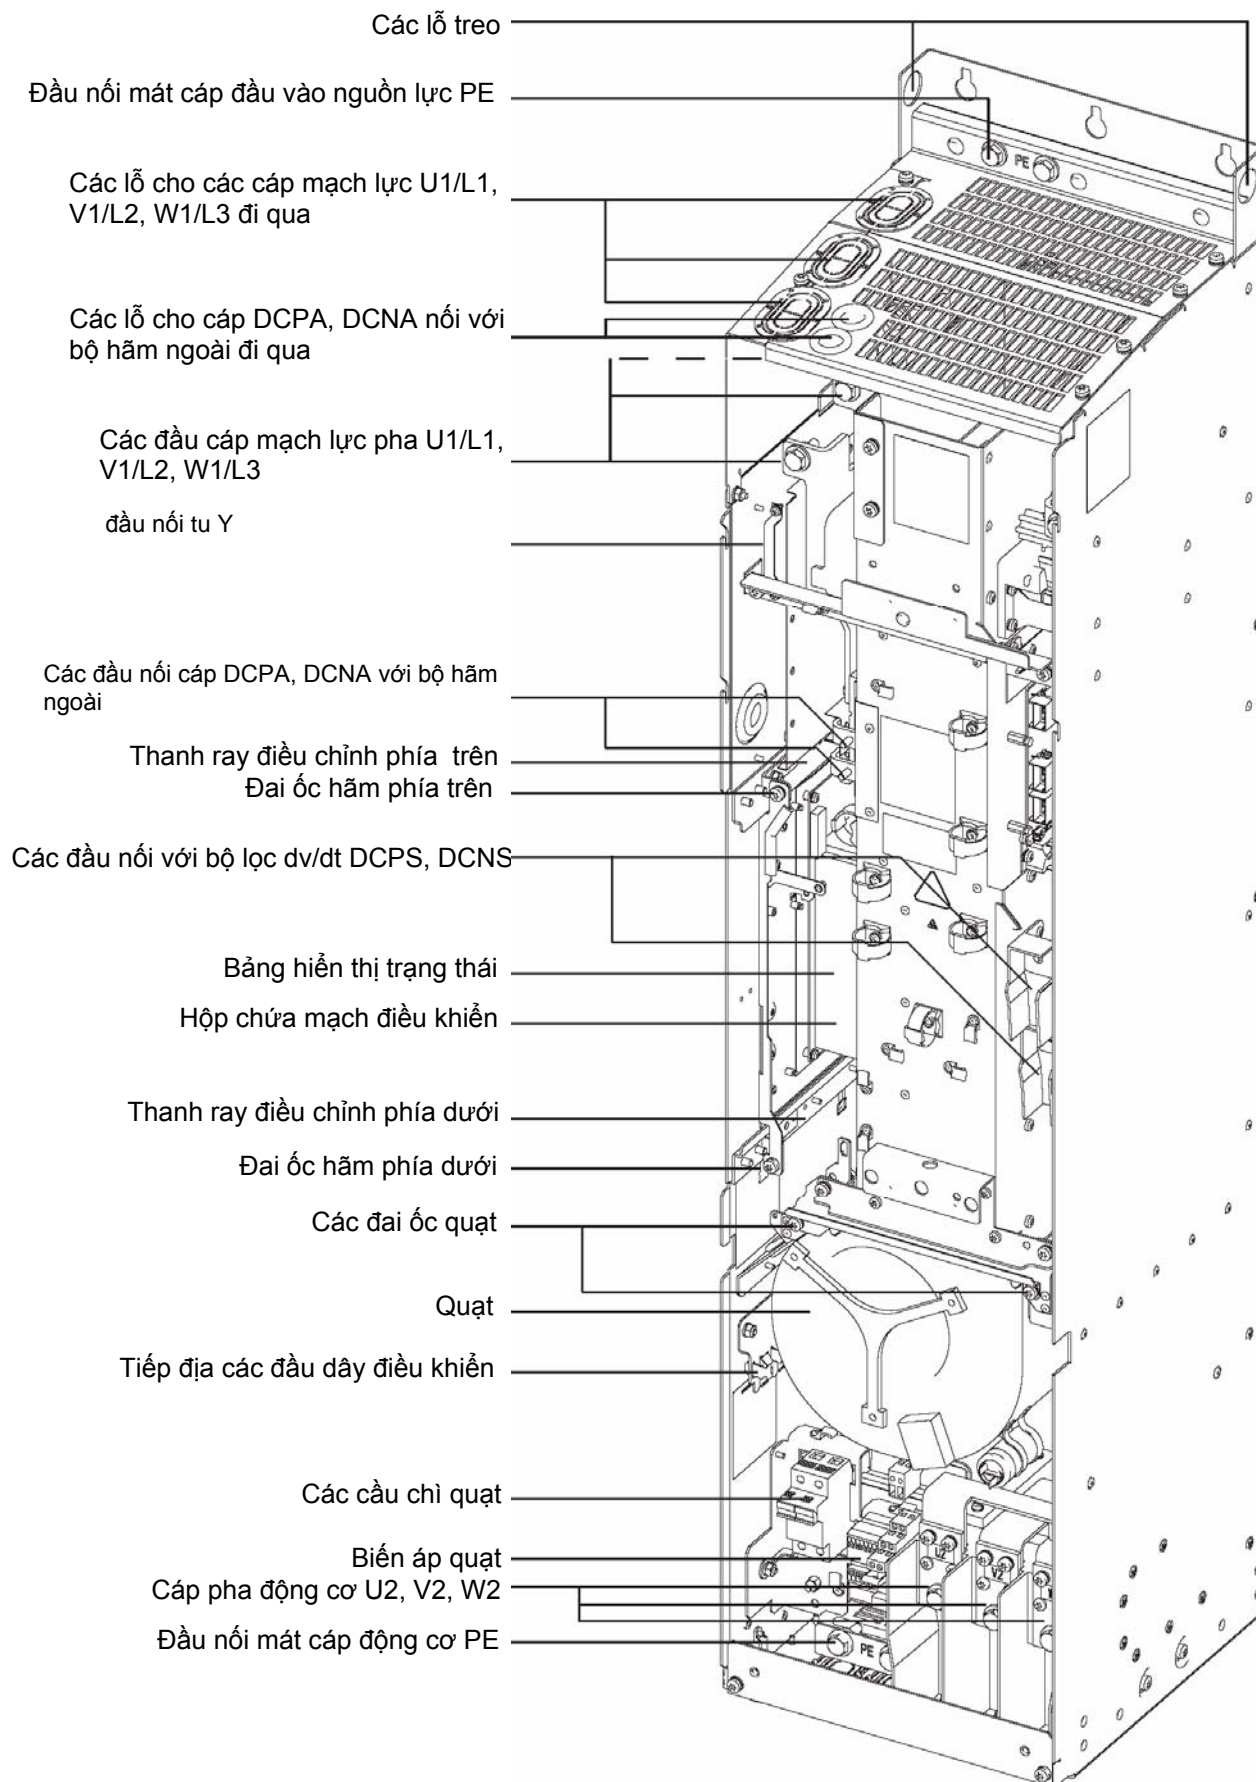 Các lỗ treo
Đầu nối mát cáp đầu vào nguồn lực PE
PE
Các lỗ cho các cáp mạch lực U1/L1,
V1/L2, W1/L3 đi qua
Các lỗ cho cáp DCPA, DCNA nối với
bộ hãm ngoài đi qua
Các đầu cáp mạch lực pha U1/L1,
V1/L2, W1/L3
đầu nối tu Y
Các đầu nối cáp DCPA, DCNA với bộ hãm
ngoài
Thanh ray điều chỉnh phía trên
Đai ốc hãm phía trên
Các đầu nối với bộ lọc dv/dt DCPS, DCNS
Bảng hiển thị trạng thái
Hộp chứa mạch điều khiển
Thanh ray điều chỉnh phía dưới
Đai ốc hãm phía dưới
Các đai ốc quạt
Quạt
Tiếp địa các đầu dây điều khiển
Các cầu chì quạt
Biến áp quạt
U2
V2
Cáp pha động cơ U2, V2, W2
Đầu nối mát cáp động cơ PE
PE